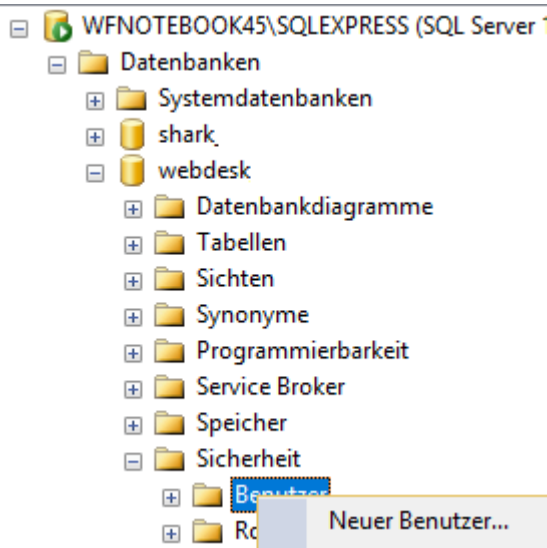 WFNOTEBOOK45\SQLEXPRESS (SQL Server
Datenbanken
Systemdatenbanken
shark
webdesk
Datenbankdiagramme
Tabellen
Sichten
Synonyme
Programmierbarkeit
Service Broker
Speicher
Sicherheit
Benutzer
Neuer Benutzer...